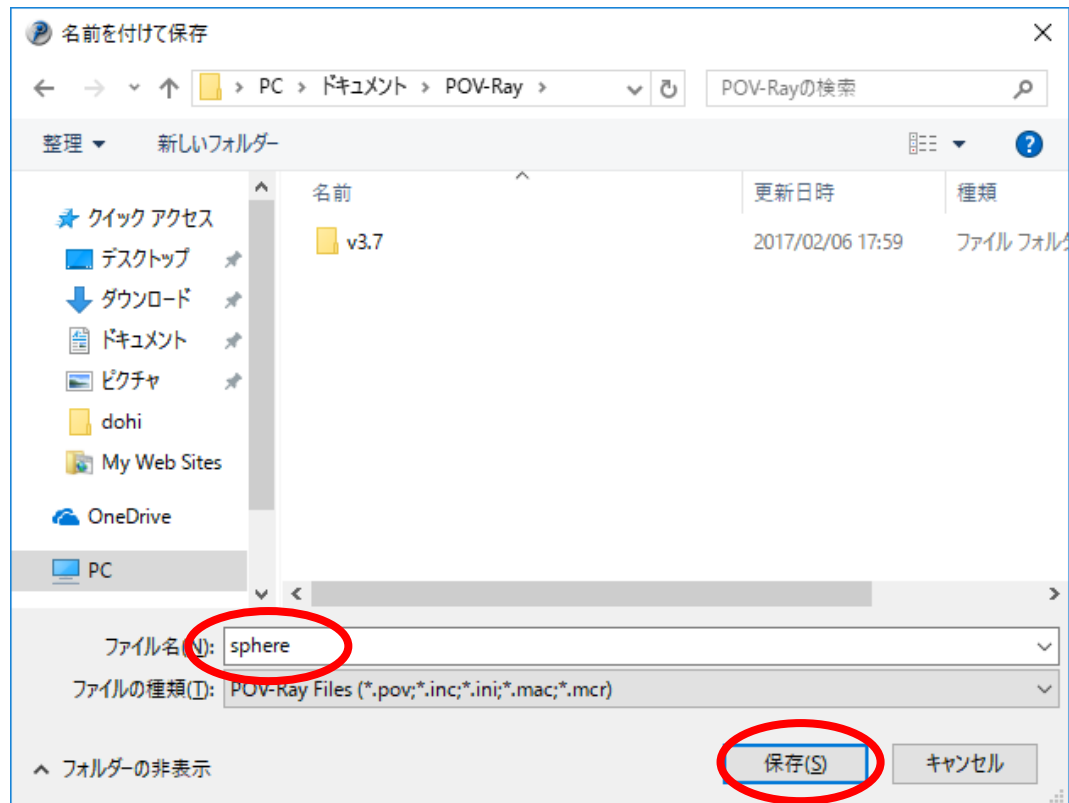 名前を付けて保存
PC > ドキュメント > POV-Ray >
POV-Rayの検索
整理 新しいフォルダー
名前 更新日時 種類
クイック アクセス
v3.7 2017/02/06 17:59 ファイル フォルダ
デスクトップ
ダウンロード
ドキュメント
ピクチャ
dohi
My Web Sites
OneDrive
PC
ファイル名(N): sphere
ファイルの種類(T): POV-Ray Files (*.pov;*.inc;*.ini;*.mac;*.mcr)
フォルダーの非表示
保存(S) キャンセル